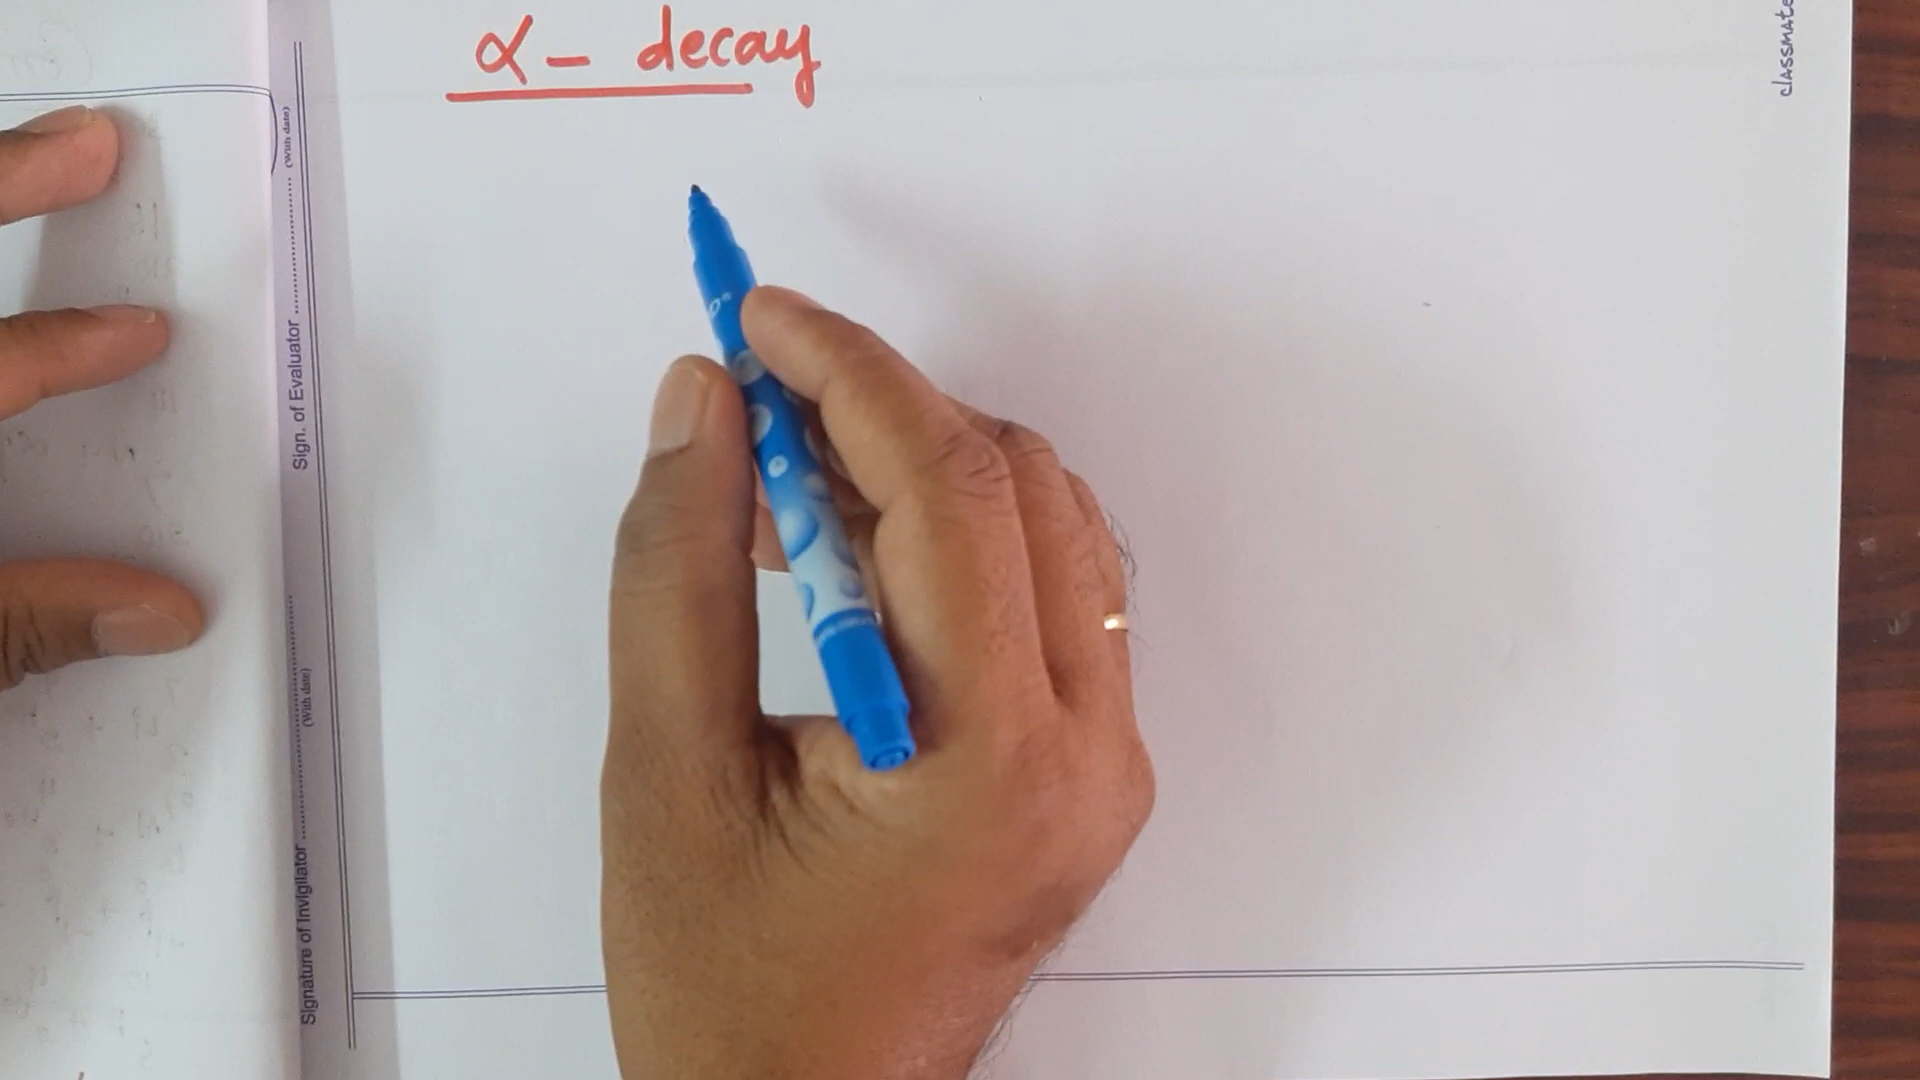 α - decay
classmate
(With date)
Sign. of Evaluator ....................
(With date)
Signature of Invigilator ....................